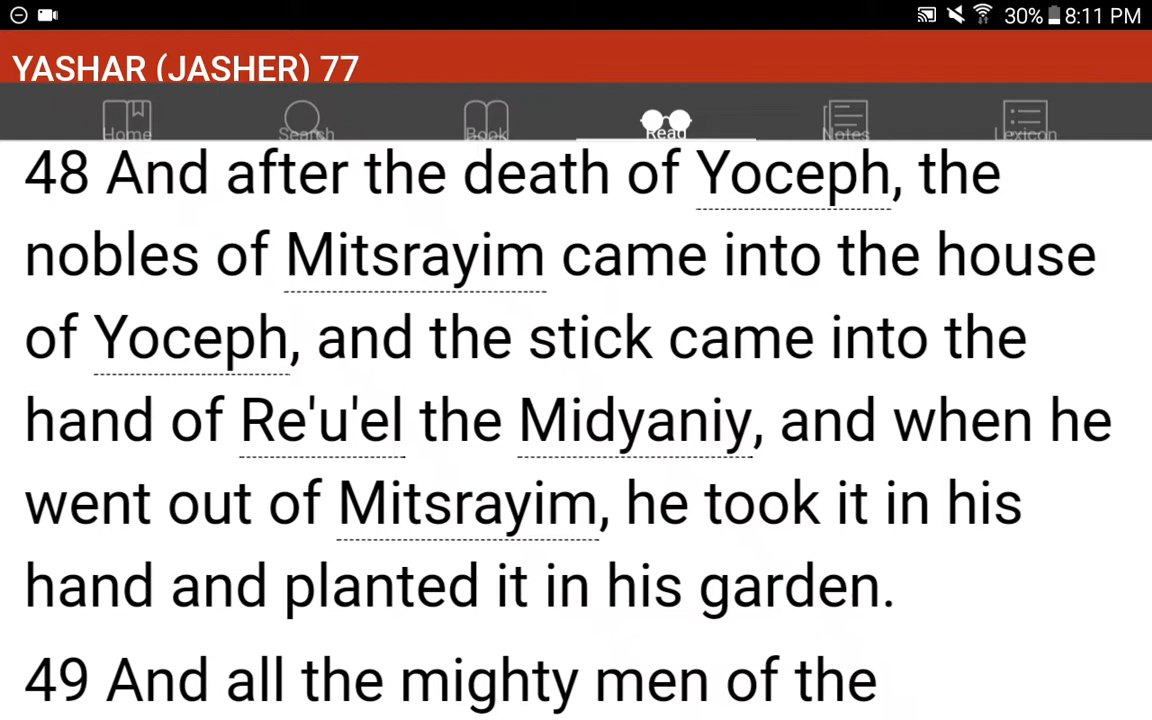 30% 8:11 PM
YASHAR (JASHER) 77
Home Search Book Read Notes Lexicon
48 And after the death of Yoceph, the
nobles of Mitsrayim came into the house
of Yoceph, and the stick came into the
hand of Re'u'el the Midyaniy, and when he
went out of Mitsrayim, he took it in his
hand and planted it in his garden.
49 And all the mighty men of the